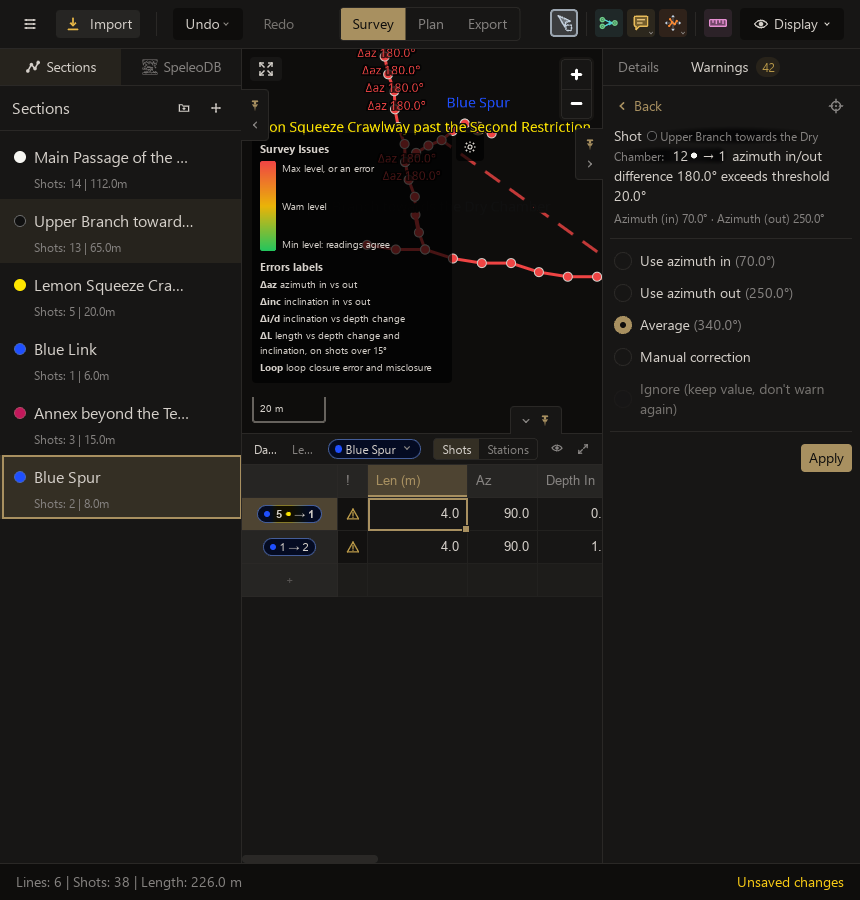 Import
Undo
Redo
Survey
Plan
Export
Display
Sections
SpeleoDB
Sections
Main Passage of the ...
Shots: 14 | 112.0m
Upper Branch toward...
Shots: 13 | 65.0m
Lemon Squeeze Cra...
Shots: 5 | 20.0m
Blue Link
Shots: 1 | 6.0m
Annex beyond the Te...
Shots: 3 | 15.0m
Blue Spur
Shots: 2 | 8.0m
Δaz 180.0°
Δaz 180.0°
Δaz 180.0°
Δaz 180.0°
Blue Spur
on Squeeze Crawlway past the Second Restriction
Δaz 180.0°
Δaz 180.0°
Survey Issues
Max level, or an error
Warn level
Min level: readings agree
Errors labels
Δaz azimuth in vs out
Δinc inclination in vs out
Δi/d inclination vs depth change
ΔL length vs depth change and
inclination, on shots over 15°
Loop loop closure error and misclosure
20 m
Da...
Le...
Blue Spur
Shots
Stations
!
Len (m)
Az
Depth In
5 → 1
4.0
90.0
0.
1 → 2
4.0
90.0
1.
+
Details
Warnings 42
Back
Shot Upper Branch towards the Dry
Chamber: 12 → 1 azimuth in/out
difference 180.0° exceeds threshold
20.0°
Azimuth (in) 70.0° · Azimuth (out) 250.0°
Use azimuth in (70.0°)
Use azimuth out (250.0°)
Average (340.0°)
Manual correction
Ignore (keep value, don't warn
again)
Apply
Lines: 6 | Shots: 38 | Length: 226.0 m
Unsaved changes